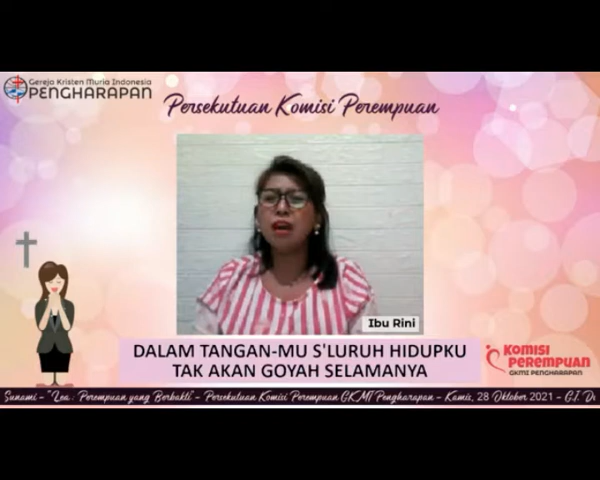 Gereja Kristen Muria Indonesia
PENGHARAPAN
Persekutuan Komisi Perempuan
Ibu Rini
DALAM TANGAN-MU S'LURUH HIDUPKU
TAK AKAN GOYAH SELAMANYA
KOMISI
PEREMPUAN
GKMI PENGHARAPAN
Sunami - "Lea : Perempuan yang Berbakti" - Persekutuan Komisi Perempuan GKMI Pengharapan - Kamis, 28 Oktober 2021 - G.I. Di